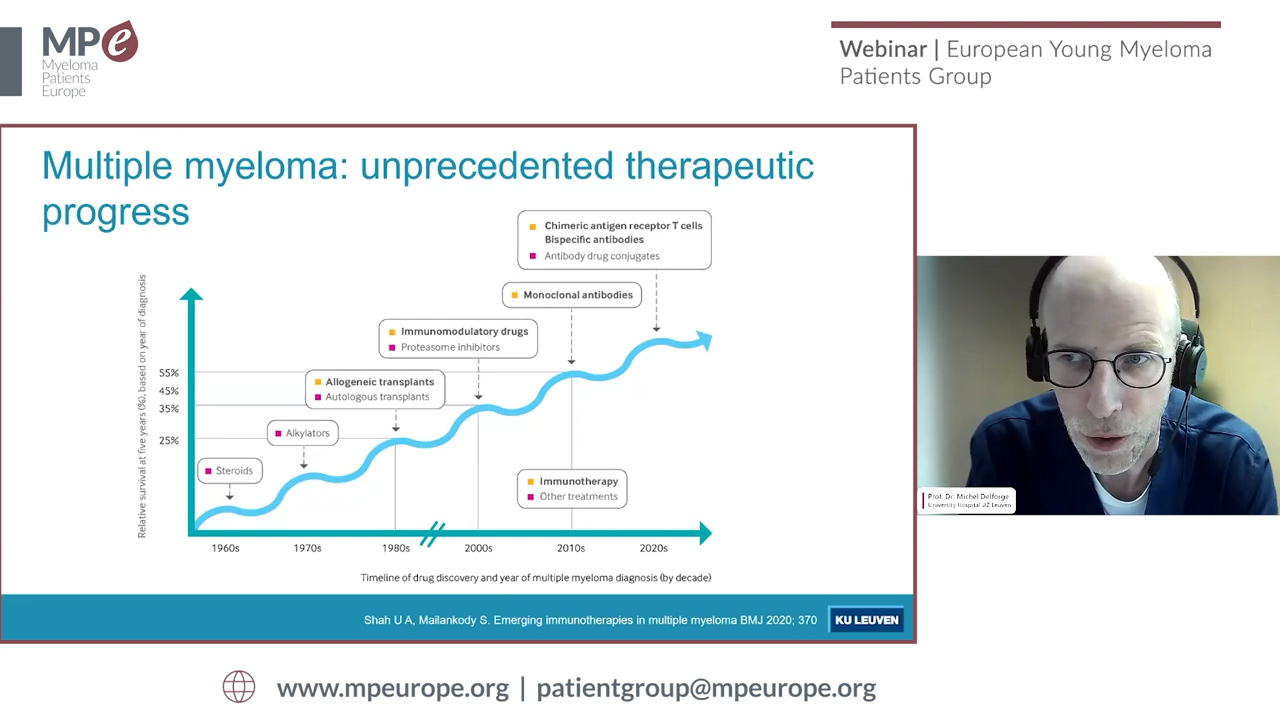 MPe
Myeloma
Patients
Europe
Webinar | European Young Myeloma
Patients Group
Multiple myeloma: unprecedented therapeutic
progress
Chimeric antigen receptor T cells
Bispecific antibodies
Antibody drug conjugates
Monoclonal antibodies
Immunomodulatory drugs
Proteasome inhibitors
Allogeneic transplants
Autologous transplants
Alkylators
Steroids
Immunotherapy
Other treatments
Relative survival at five years (%), based on year of diagnosis
55%
45%
35%
25%
1960s
1970s
1980s
2000s
2010s
2020s
Timeline of drug discovery and year of multiple myeloma diagnosis (by decade)
Shah U A, Mailankody S. Emerging immunotherapies in multiple myeloma BMJ 2020; 370
KU LEUVEN
Prof. Dr. Michel Delforge
University Hospital UZ Leuven
www.mpeurope.org | patientgroup@mpeurope.org